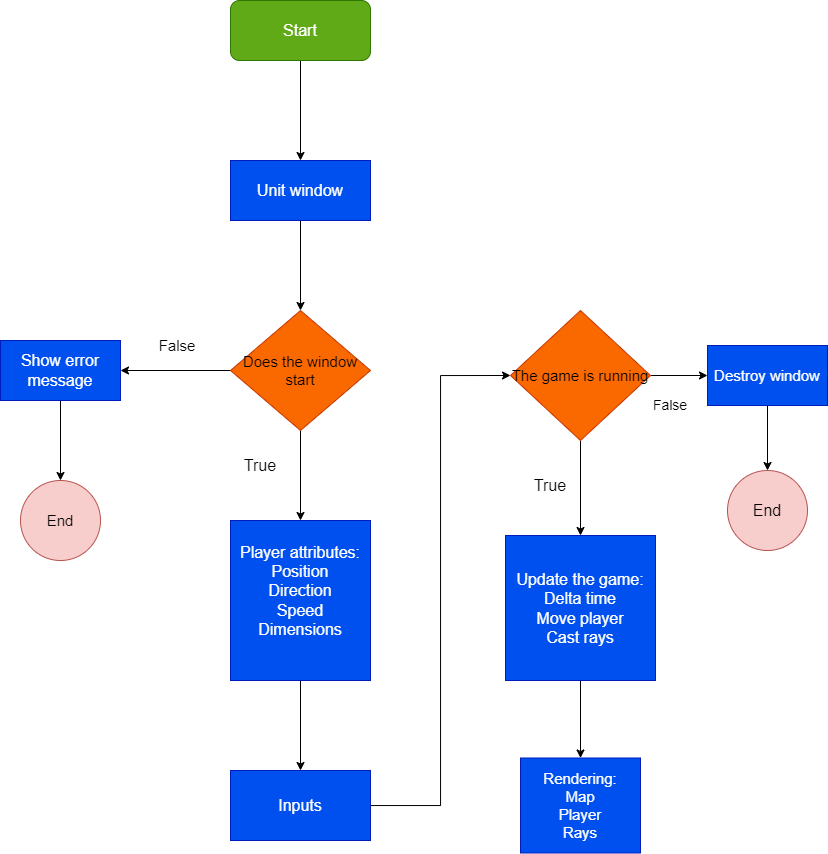 Start
Unit window
Does the window
start
False
Show error
message
End
True
Player attributes:
Position
Direction
Speed
Dimensions
Inputs
The game is running
False
Destroy window
End
True
Update the game:
Delta time
Move player
Cast rays
Rendering:
Map
Player
Rays